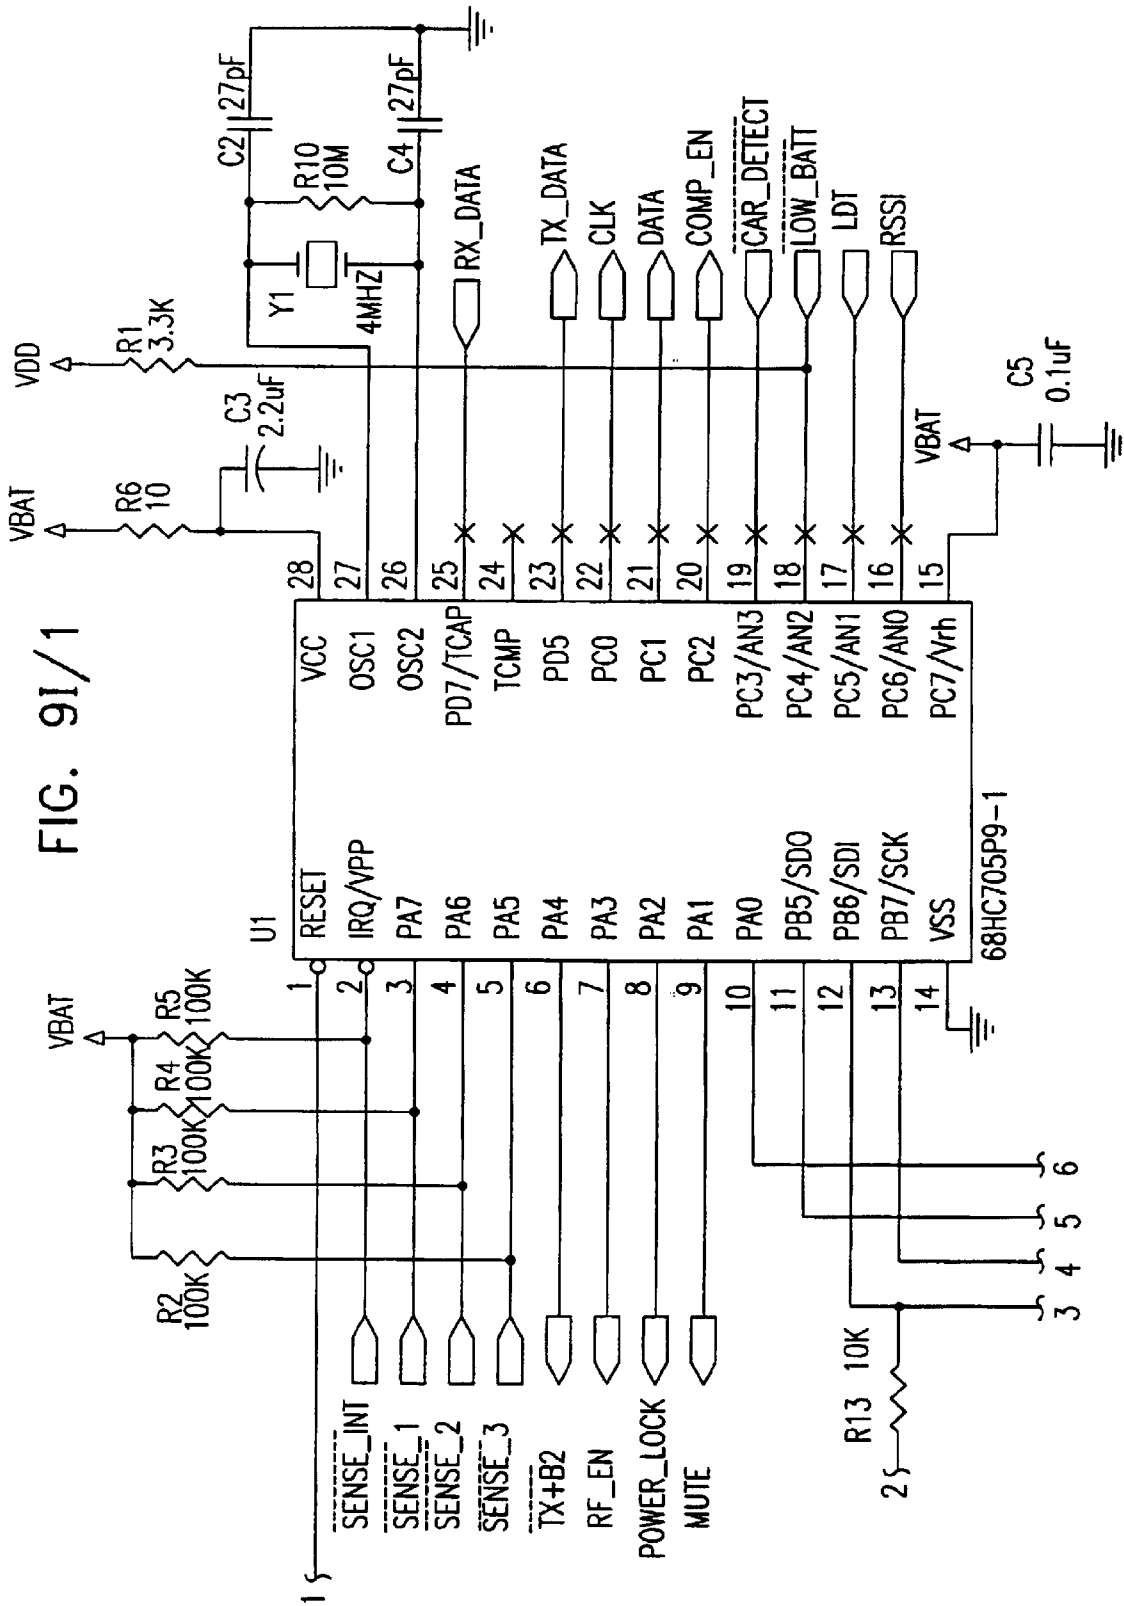 FIG. 9I/1
VBAT
R2
100K
R3
100K
R4
100K
R5
100K
VBAT
R6
10
C3
2.2uF
VDD
R1
3.3K
Y1
4MHZ
R10
10M
C2
27pF
C4
27pF
U1
1
RESET
VCC
28
1
2
IRQ/VPP
OSC1
27
SENSE_INT
3
PA7
OSC2
26
SENSE_1
4
PA6
PD7/TCAP
25
RX_DATA
SENSE_2
5
PA5
TCMP
24
SENSE_3
6
PA4
PD5
23
TX_DATA
TX+B2
7
PA3
PC0
22
CLK
RF_EN
8
PA2
PC1
21
DATA
POWER_LOCK
9
PA1
PC2
20
COMP_EN
MUTE
10
PA0
PC3/AN3
19
CAR_DETECT
11
PB5/SDO
PC4/AN2
18
LOW_BATT
12
PB6/SDI
PC5/AN1
17
LDT
13
PB7/SCK
PC6/AN0
16
RSSI
14
VSS
PC7/Vrh
15
68HC705P9-1
VBAT
C5
0.1uF
R13 10K
2
3
4
5
6